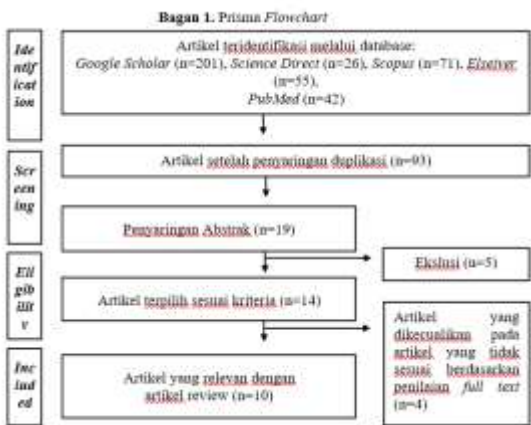 Bagan 1. Prisma Flowchart
Ide
ntif
icat
ion
Artikel teridentifikasi melalui database:
Google Scholar (n=201), Science Direct (n=26), Scopus (n=71), Elseiver
(n=55),
PubMed (n=42)
Scr
een
ing
Artikel setelah penyaringan duplikasi (n=93)
Penyaringan Abstrak (n=19)
Ekslusi (n=5)
Eli
gib
ilit
y
Artikel terpilih sesuai kriteria (n=14)
Artikel yang
dikecualikan pada
artikel yang tidak
sesuai berdasarkan
penilaian full text
(n=4)
Inc
lud
ed
Artikel yang relevan dengan
artikel review (n=10)